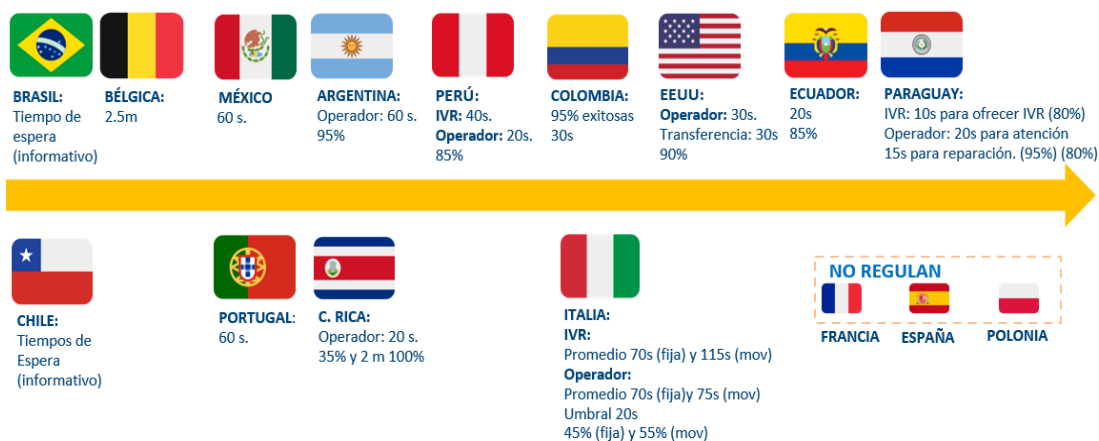 BRASIL:
Tiempo de
espera
(informativo)
BÉLGICA:
2.5m
MÉXICO
60 s.
ARGENTINA:
Operador: 60 s.
95%
PERÚ:
IVR: 40s.
Operador: 20s.
85%
COLOMBIA:
95% exitosas
30s
EEUU:
Operador: 30s.
Transferencia: 30s
90%
ECUADOR:
20s
85%
PARAGUAY:
IVR: 10s para ofrecer IVR (80%)
Operador: 20s para atención
15s para reparación. (95%) (80%)
CHILE:
Tiempos de
Espera
(informativo)
PORTUGAL:
60 s.
C. RICA:
Operador: 20 s.
35% y 2 m 100%
ITALIA:
IVR:
Promedio 70s (fija) y 115s (mov)
Operador:
Promedio 70s (fija)y 75s (mov)
Umbral 20s
45% (fija) y 55% (mov)
NO REGULAN
FRANCIA
ESPAÑA
POLONIA